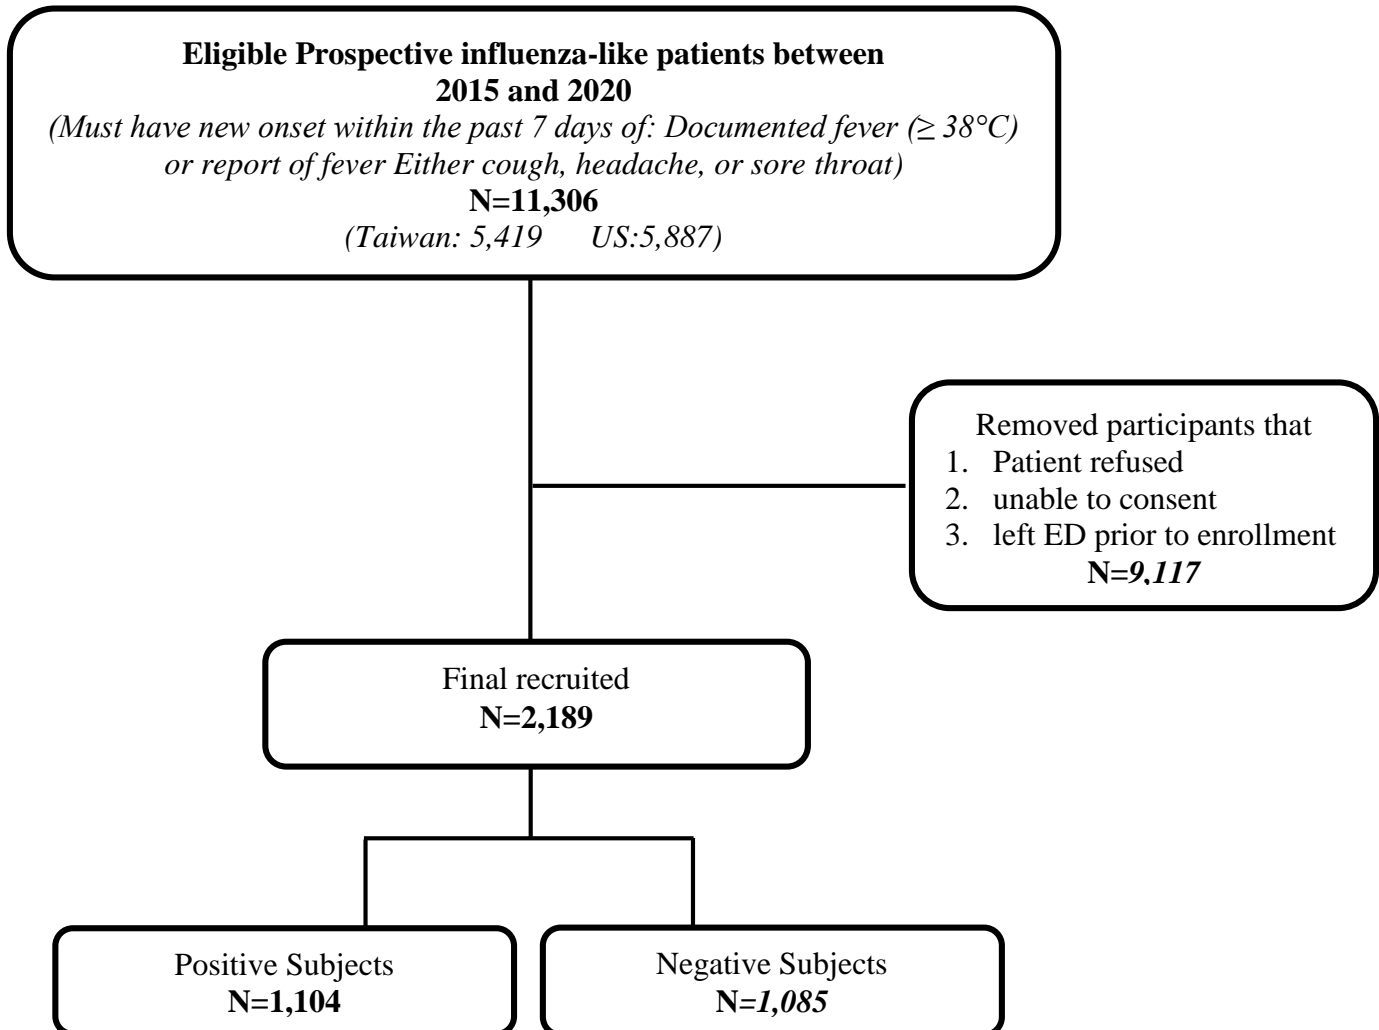 Eligible Prospective influenza-like patients between
2015 and 2020
(Must have new onset within the past 7 days of: Documented fever (≥ 38°C)
or report of fever Either cough, headache, or sore throat)
N=11,306
(Taiwan: 5,419 US:5,887)
Removed participants that
1. Patient refused
2. unable to consent
3. left ED prior to enrollment
N=9,117
Final recruited
N=2,189
Positive Subjects
N=1,104
Negative Subjects
N=1,085